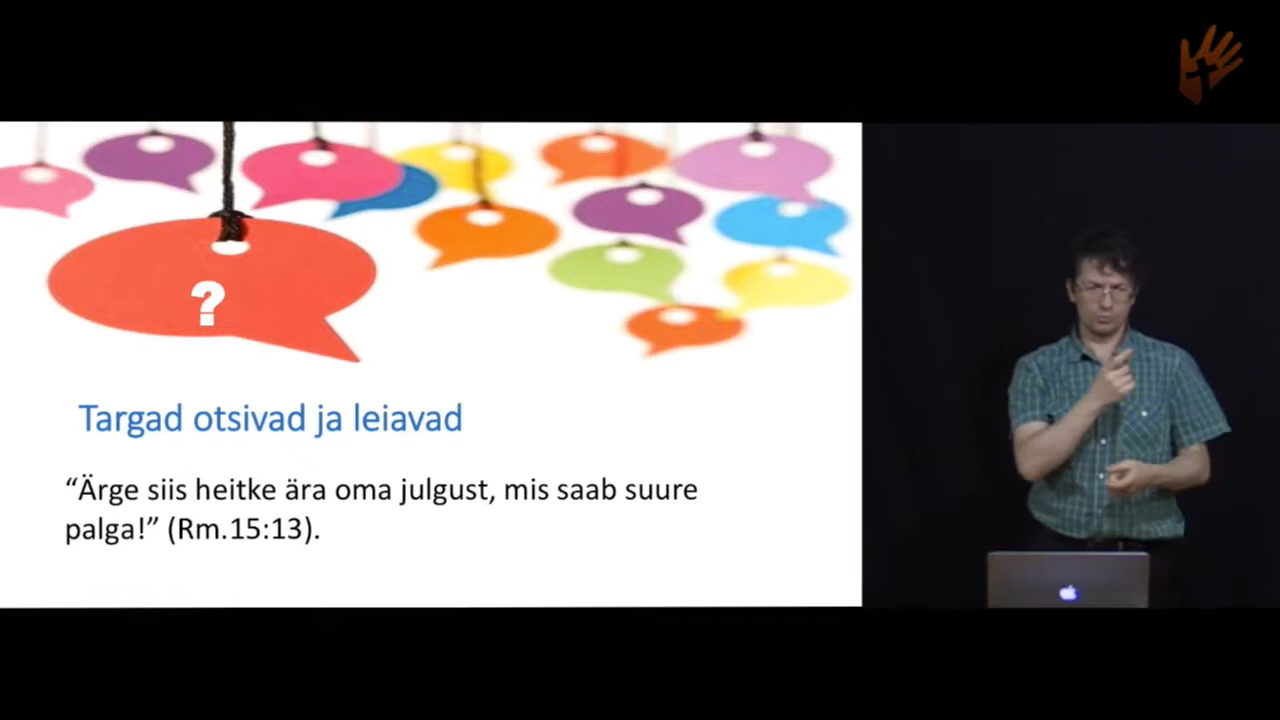 ?
Targad otsivad ja leiavad
“Ärge siis heitke ära oma julgust, mis saab suure
palga!” (Rm.15:13).